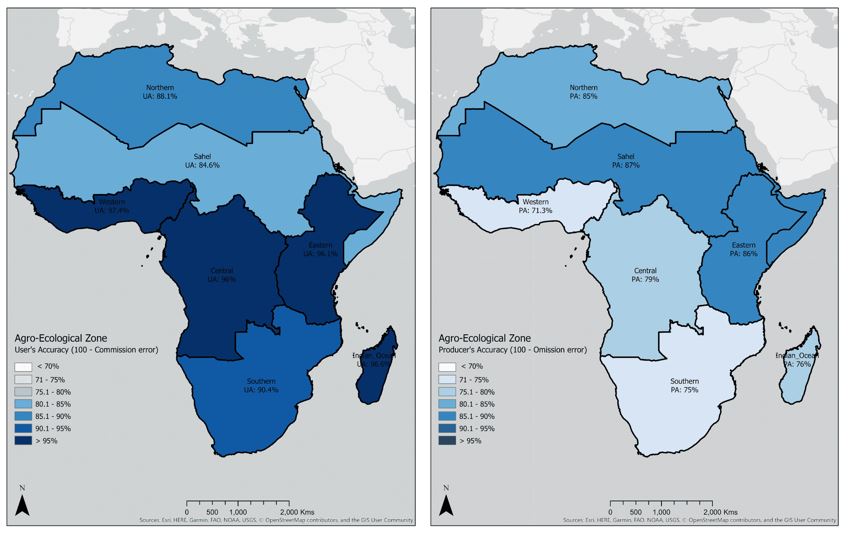 Northern
UA: 88.1%
Sahel
UA: 84.6%
Western
UA: 97.4%
Eastern
UA: 96.1%
Central
UA: 96%
Southern
UA: 90.4%
Indian_Ocean
Agro-Ecological Zone
User's Accuracy (100 - Commission error)
< 70%
71 - 75%
75.1 - 80%
80.1 - 85%
85.1 - 90%
90.1 - 95%
> 95%
N
0 500 1,000 2,000 Kms
Sources: Esri, HERE, Garmin, FAO, NOAA, USGS, © OpenStreetMap contributors, and the GIS User Community
Northern
PA: 85%
Sahel
PA: 87%
Western
PA: 71.3%
Eastern
PA: 86%
Central
PA: 79%
Southern
PA: 75%
Indian_Ocean
PA: 76%
Agro-Ecological Zone
Producer's Accuracy (100 - Omission error)
< 70%
71 - 75%
75.1 - 80%
80.1 - 85%
85.1 - 90%
90.1 - 95%
> 95%
N
0 500 1,000 2,000 Kms
Sources: Esri, HERE, Garmin, FAO, NOAA, USGS, © OpenStreetMap contributors, and the GIS User Community